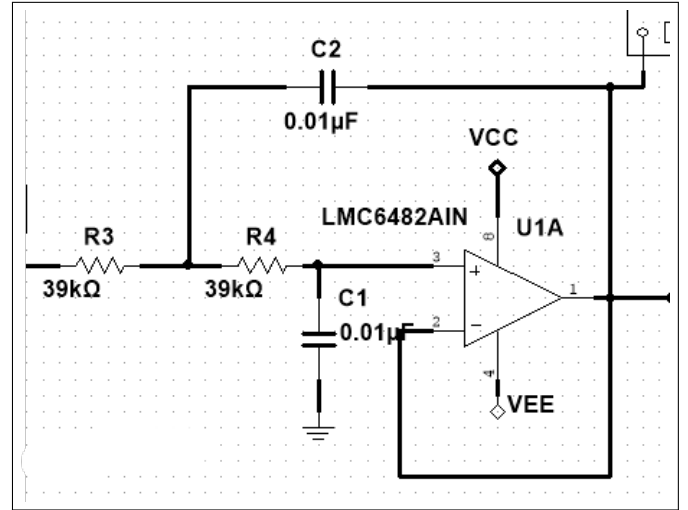 C2
0.01µF
VCC
LMC6482AIN
U1A
8
R3
R4
3
39kΩ
39kΩ
1
C1
0.01µF
2
4
VEE